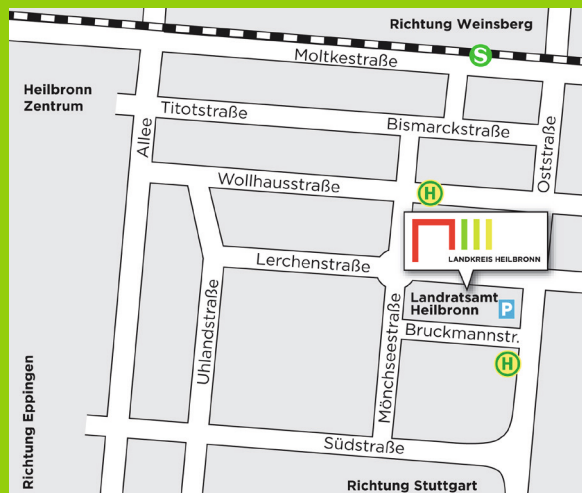 Richtung Weinsberg
S
Moltkestraße
Heilbronn
Zentrum
Titotstraße
Bismarckstraße
Allee
Oststraße
Wollhausstraße
H
LANDKREIS HEILBRONN
Lerchenstraße
Landratsamt
Heilbronn
P
Bruckmannstr.
Uhlandstraße
Mönchseestraße
H
Richtung Eppingen
Südstraße
Richtung Stuttgart